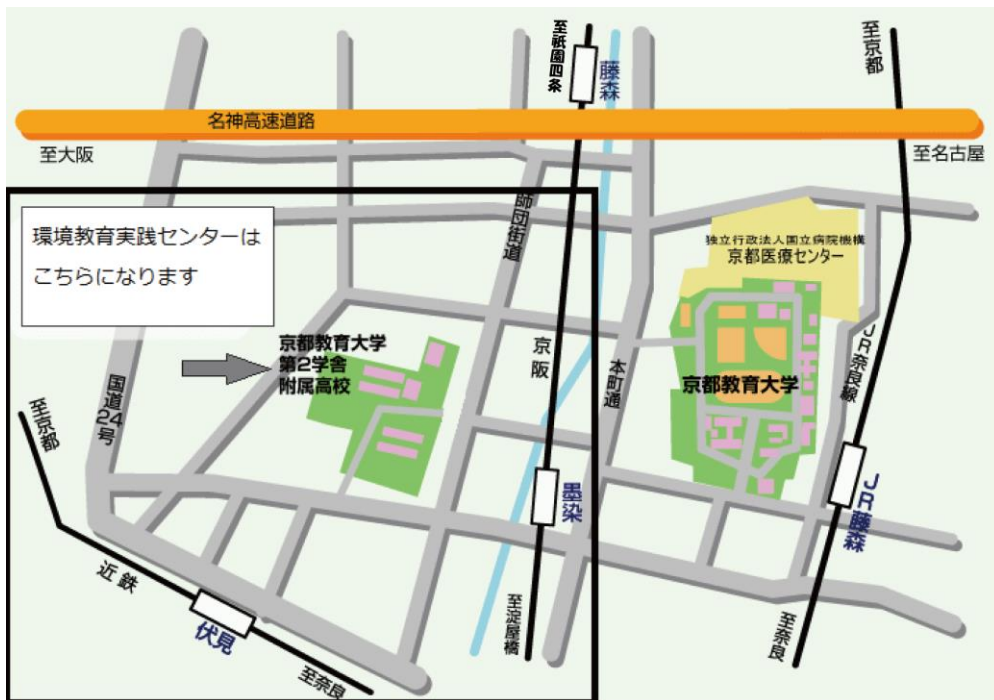 至祇園四条
藤森
至京都
名神高速道路
至大阪
至名古屋
環境教育実践センターは
こちらになります
師団街道
独立行政法人国立病院機構
京都医療センター
京都教育大学
第2学舎
附属高校
京阪
本町通
京都教育大学
JR奈良線
国道24号
至京都
墨染
JR藤森
近鉄
伏見
至奈良
至淀屋橋
至奈良